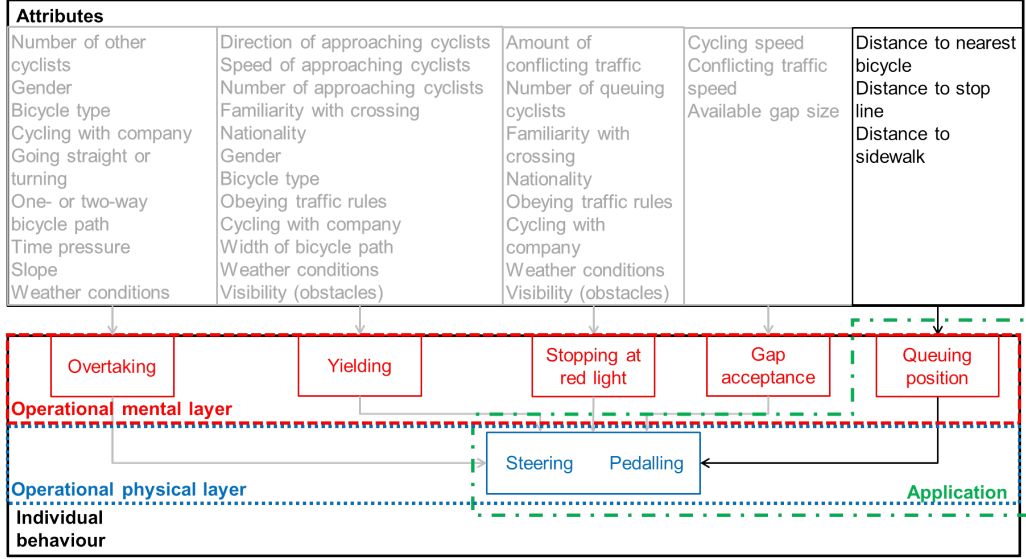 Attributes
Number of other
cyclists
Gender
Bicycle type
Cycling with company
Going straight or
turning
One- or two-way
bicycle path
Time pressure
Slope
Weather conditions
Direction of approaching cyclists
Speed of approaching cyclists
Number of approaching cyclists
Familiarity with crossing
Nationality
Gender
Bicycle type
Obeying traffic rules
Cycling with company
Width of bicycle path
Weather conditions
Visibility (obstacles)
Amount of
conflicting traffic
Number of queuing
cyclists
Familiarity with
crossing
Nationality
Obeying traffic rules
Cycling with
company
Weather conditions
Visibility (obstacles)
Cycling speed
Conflicting traffic
speed
Available gap size
Distance to nearest
bicycle
Distance to stop
line
Distance to
sidewalk
Overtaking
Yielding
Stopping at
red light
Gap
acceptance
Queuing
position
Operational mental layer
Steering
Pedalling
Operational physical layer
Application
Individual
behaviour